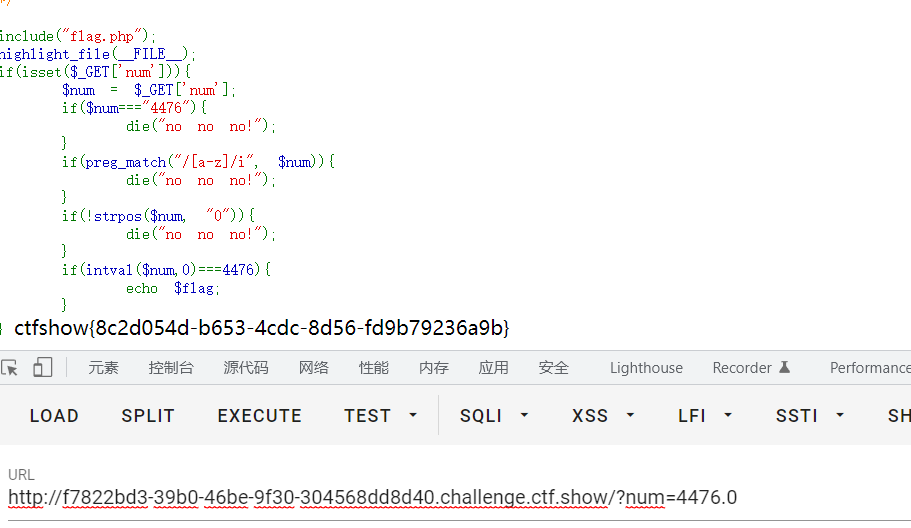 */
include("flag.php");
highlight_file(__FILE__);
if(isset($_GET['num'])){
$num = $_GET['num'];
if($num==="4476"){
die("no no no!");
}
if(preg_match("/[a-z]/i", $num)){
die("no no no!");
}
if(!strpos($num, "0")){
die("no no no!");
}
if(intval($num,0)===4476){
echo $flag;
}
} ctfshow{8c2d054d-b653-4cdc-8d56-fd9b79236a9b}
元素 控制台 源代码 网络 性能 内存 应用 安全 Lighthouse Recorder Performance
LOAD SPLIT EXECUTE TEST SQLI XSS LFI SSTI SH
URL
http://f7822bd3-39b0-46be-9f30-304568dd8d40.challenge.ctf.show/?num=4476.0